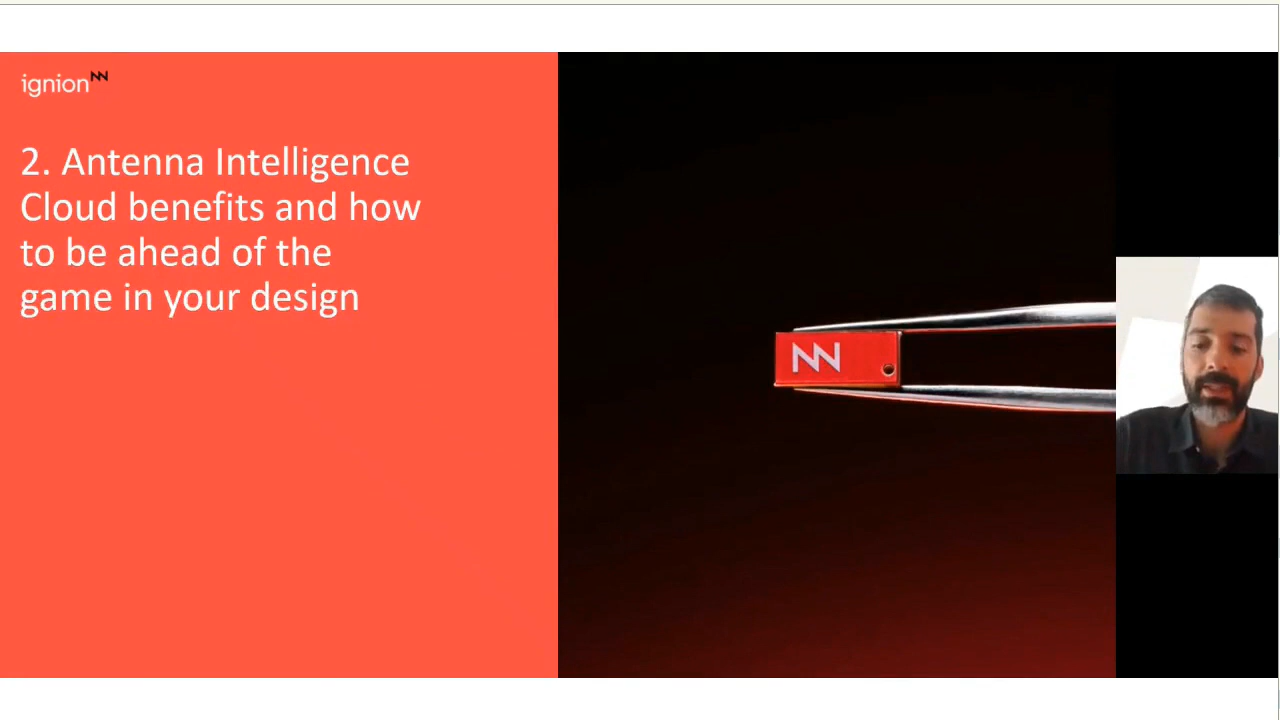 ignion
2. Antenna Intelligence
Cloud benefits and how
to be ahead of the
game in your design